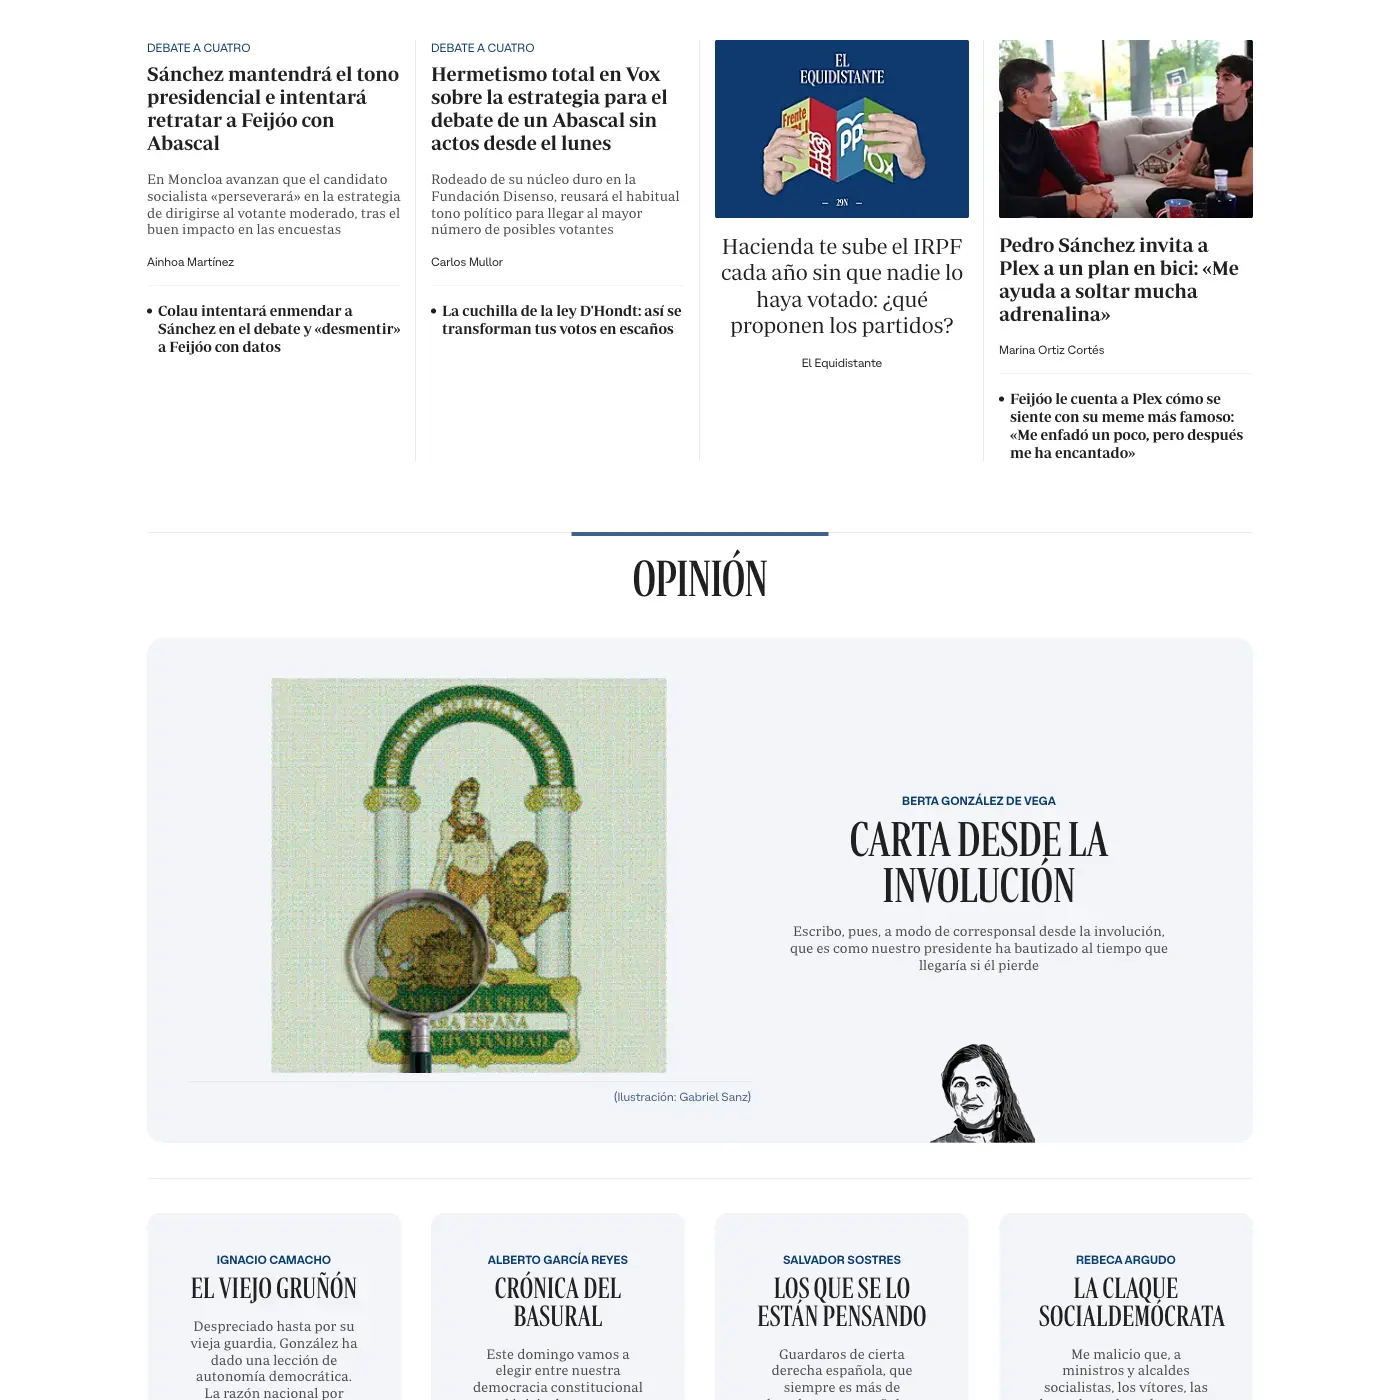 DEBATE A CUATRO
Sánchez mantendrá el tono
presidencial e intentará
retratar a Feijóo con
Abascal
En Moncloa avanzan que el candidato
socialista «perseverará» en la estrategia
de dirigirse al votante moderado, tras el
buen impacto en las encuestas
Ainhoa Martínez
Colau intentará enmendar a
Sánchez en el debate y «desmentir»
a Feijóo con datos
DEBATE A CUATRO
Hermetismo total en Vox
sobre la estrategia para el
debate de un Abascal sin
actos desde el lunes
Rodeado de su núcleo duro en la
Fundación Disenso, reusará el habitual
tono político para llegar al mayor
número de posibles votantes
Carlos Mullor
La cuchilla de la ley D'Hondt: así se
transforman tus votos en escaños
EL
EQUIDISTANTE
Frente
PP
VOX
— 29N —
Hacienda te sube el IRPF
cada año sin que nadie lo
haya votado: ¿qué
proponen los partidos?
El Equidistante
Pedro Sánchez invita a
Plex a un plan en bici: «Me
ayuda a soltar mucha
adrenalina»
Marina Ortiz Cortés
Feijóo le cuenta a Plex cómo se
siente con su meme más famoso:
«Me enfadó un poco, pero después
me ha encantado»
OPINIÓN
ESPAÑA
HUMANIDAD
(Ilustración: Gabriel Sanz)
BERTA GONZÁLEZ DE VEGA
CARTA DESDE LA
INVOLUCIÓN
Escribo, pues, a modo de corresponsal desde la involución,
que es como nuestro presidente ha bautizado al tiempo que
llegaría si él pierde
IGNACIO CAMACHO
EL VIEJO GRUÑÓN
Despreciado hasta por su
vieja guardia, González ha
dado una lección de
autonomía democrática.
La razón nacional por
ALBERTO GARCÍA REYES
CRÓNICA DEL
BASURAL
Este domingo vamos a
elegir entre nuestra
democracia constitucional
SALVADOR SOSTRES
LOS QUE SE LO
ESTÁN PENSANDO
Guardaros de cierta
derecha española, que
siempre es más de
REBECA ARGUDO
LA CLAQUE
SOCIALDEMÓCRATA
Me malicio que, a
ministros y alcaldes
socialistas, los vítores, las